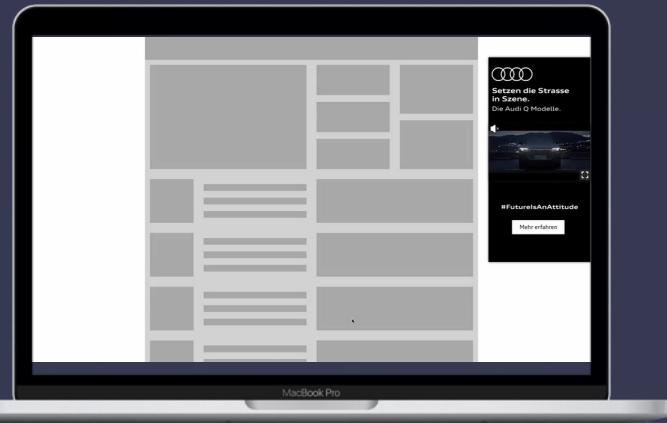 Setzen die Strasse
in Szene.
Die Audi Q Modelle.
#FutureIsAnAttitude
Mehr erfahren
MacBook Pro